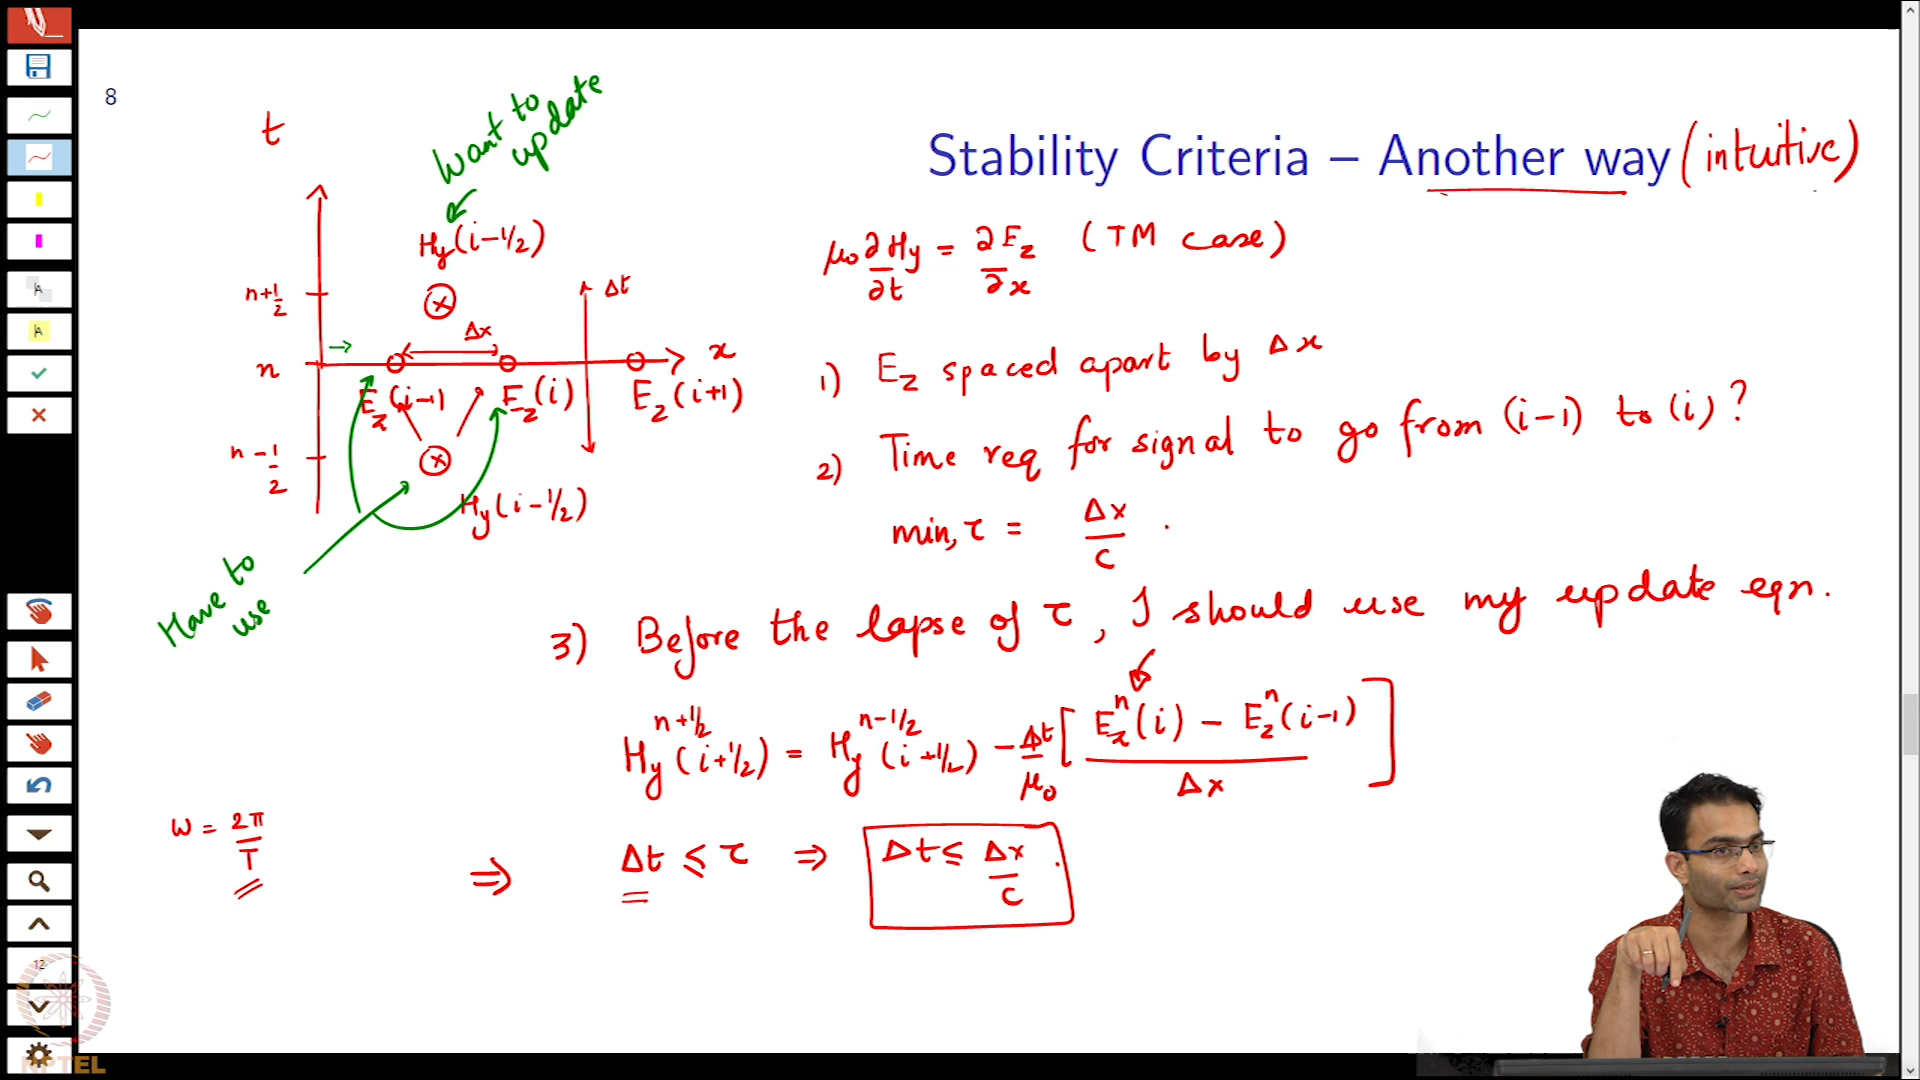 8
Stability Criteria – Another way (intuitive)
t
Want to
update
Hy(i-1/2)
n+1/2
Δt
Δx
n
x
Ez(i-1)
Ez(i)
Ez(i+1)
n-1/2
Hy(i-1/2)
Have to
use
μ₀ ∂Hy/∂t = ∂Ez/∂x (TM case)
1) Ez spaced apart by Δx
2) Time req for signal to go from (i-1) to (i)?
min, τ = Δx/c .
3) Before the lapse of τ, I should use my update eqn.
Hy^{n+1/2}(i+1/2) = Hy^{n-1/2}(i+1/2) - Δt/μ₀ [ (Ez^n(i) - Ez^n(i-1))/Δx ]
ω = 2π/T
⇒ Δt ≤ τ ⇒ Δt ≤ Δx/c .
12
NPTEL